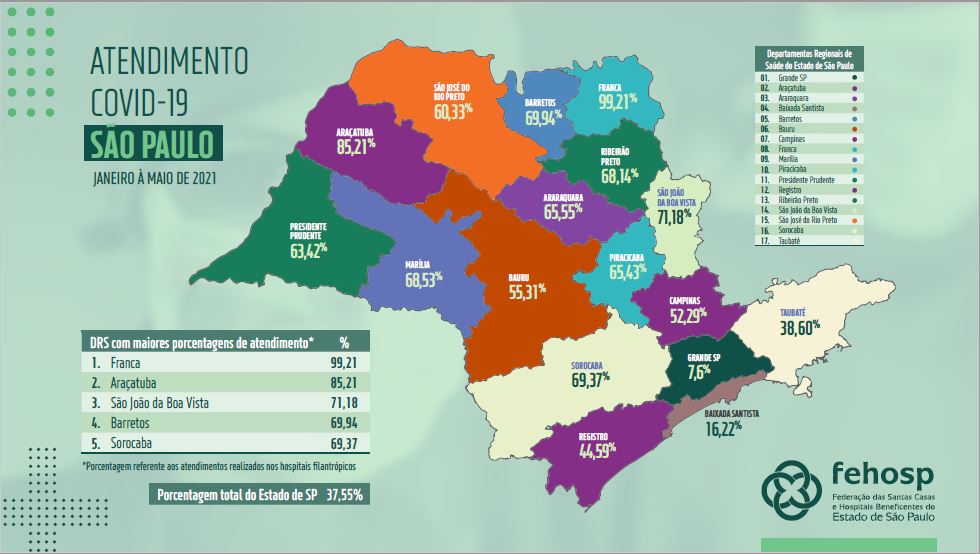 ATENDIMENTO
COVID-19
SÃO PAULO
JANEIRO À MAIO DE 2021
SÃO JOSÉ DO
RIO PRETO
60,33%
BARRETOS
69,94%
FRANCA
99,21%
ARAÇATUBA
85,21%
RIBEIRÃO
PRETO
68,14%
ARARAQUARA
65,55%
SÃO JOÃO
DA BOA VISTA
71,18%
PRESIDENTE
PRUDENTE
63,42%
MARÍLIA
68,53%
BAURU
55,31%
PIRACICABA
65,43%
CAMPINAS
52,29%
TAUBATÉ
38,60%
SOROCABA
69,37%
GRANDE SP
7,6%
BAIXADA SANTISTA
16,22%
REGISTRO
44,59%
Departamentos Regionais de
Saúde do Estado de São Paulo
01. Grande SP
02. Araçatuba
03. Araraquara
04. Baixada Santista
05. Barretos
06. Bauru
07. Campinas
08. Franca
09. Marília
10. Piracicaba
11. Presidente Prudente
12. Registro
13. Ribeirão Preto
14. São João da Boa Vista
15. São José do Rio Preto
16. Sorocaba
17. Taubaté
DRS com maiores porcentagens de atendimento* %
1. Franca 99,21
2. Araçatuba 85,21
3. São João da Boa Vista 71,18
4. Barretos 69,94
5. Sorocaba 69,37
*Porcentagem referente aos atendimentos realizados nos hospitais filantrópicos
Porcentagem total do Estado de SP 37,55%
fehosp
Federação das Santas Casas
e Hospitais Beneficentes do
Estado de São Paulo